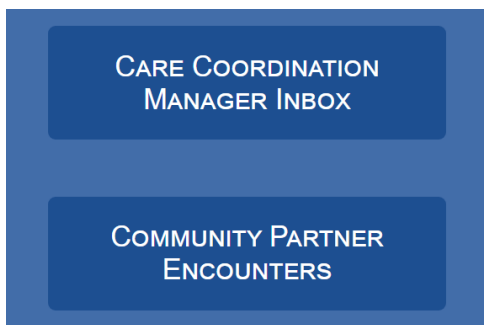 Care Coordination
Manager Inbox
Community Partner
Encounters